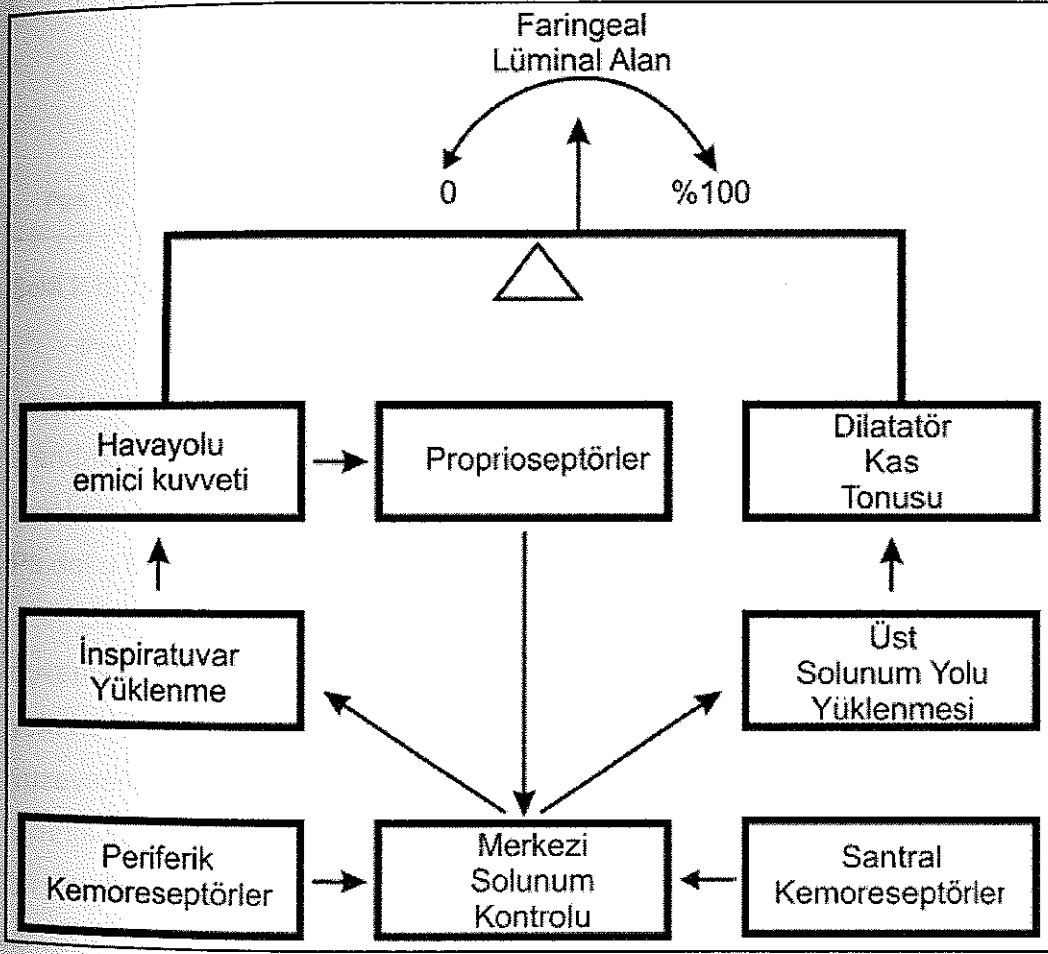 Faringeal
Lüminal Alan
0
%100
Havayolu
emici kuvveti
Proprioseptörler
Dilatatör
Kas
Tonusu
İnspiratuvar
Yüklenme
Üst
Solunum Yolu
Yüklenmesi
Periferik
Kemoreseptörler
Merkezi
Solunum
Kontrolu
Santral
Kemoreseptörler